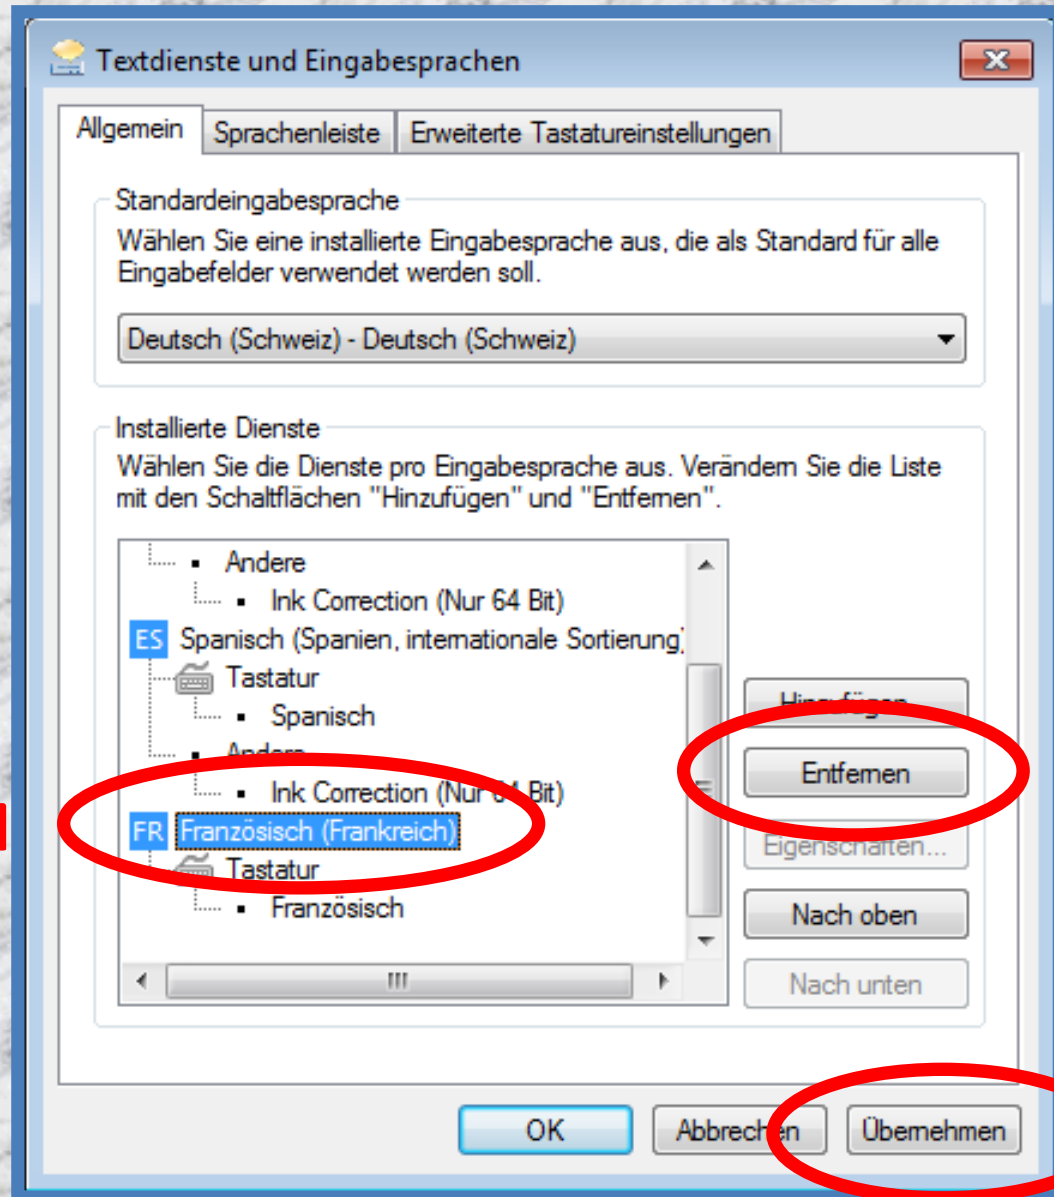 Textdienste und Eingabesprachen
Allgemein
Sprachenleiste
Erweiterte Tastatureinstellungen
Standardeingabesprache
Wählen Sie eine installierte Eingabesprache aus, die als Standard für alle
Eingabefelder verwendet werden soll.
Deutsch (Schweiz) - Deutsch (Schweiz)
Installierte Dienste
Wählen Sie die Dienste pro Eingabesprache aus. Verändern Sie die Liste
mit den Schaltflächen "Hinzufügen" und "Entfernen".
Andere
Ink Correction (Nur 64 Bit)
ES Spanisch (Spanien, internationale Sortierung)
Tastatur
Spanisch
Andere
Ink Correction (Nur 64 Bit)
FR Französisch (Frankreich)
Tastatur
Französisch
Hinzufügen...
Entfernen
Eigenschaften...
Nach oben
Nach unten
OK
Abbrechen
Übernehmen